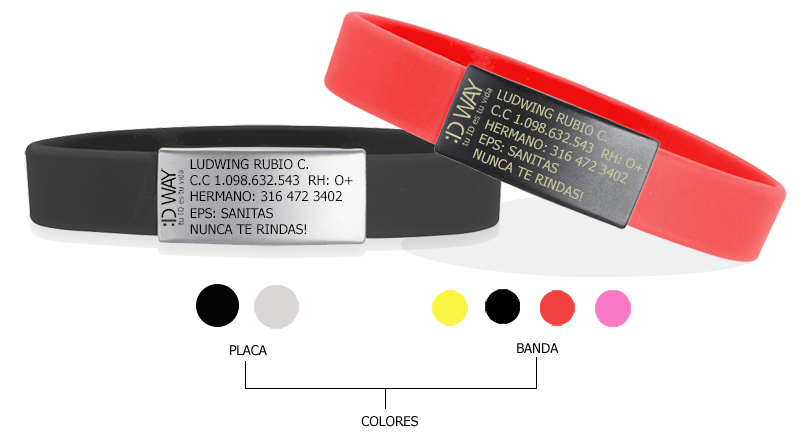 :D WAY
tu ID es tu vida
LUDWING RUBIO C.
C.C 1.098.632.543 RH: O+
HERMANO: 316 472 3402
EPS: SANITAS
NUNCA TE RINDAS!
:D WAY
tu ID es tu vida
LUDWING RUBIO C.
C.C 1.098.632.543 RH: O+
HERMANO: 316 472 3402
EPS: SANITAS
NUNCA TE RINDAS!
PLACA
BANDA
COLORES